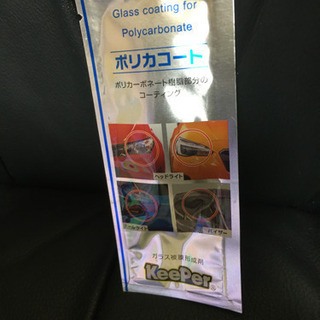 Glass coating for
Polycarbonate
ポリカコート
ポリカーボネート樹脂部分の
コーティング
ヘッドライト
バイザー
ガラス被膜形成剤
KeePer